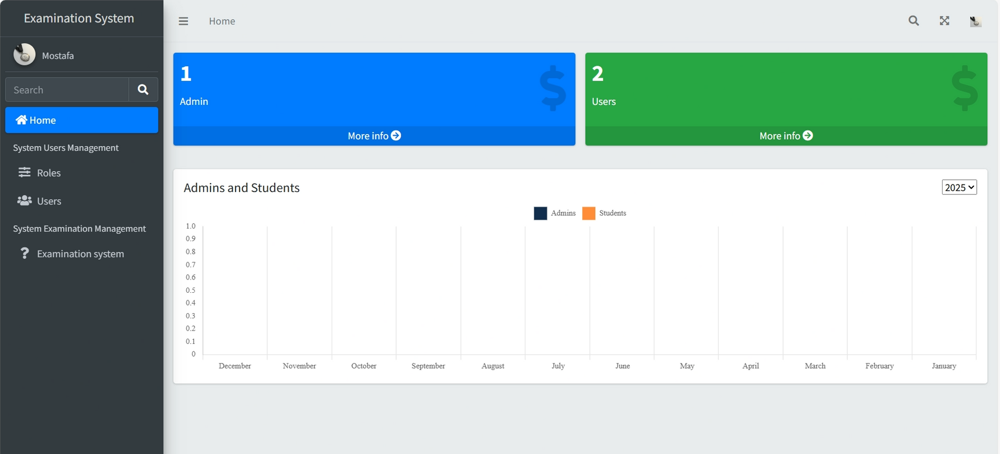 Examination System
Home
Mostafa
Search
Home
System Users Management
Roles
Users
System Examination Management
Examination system
1
Admin
More info
2
Users
More info
Admins and Students
2025
Admins Students
1.0
0.9
0.8
0.7
0.6
0.5
0.4
0.3
0.2
0.1
0
December November October September August July June May April March February January